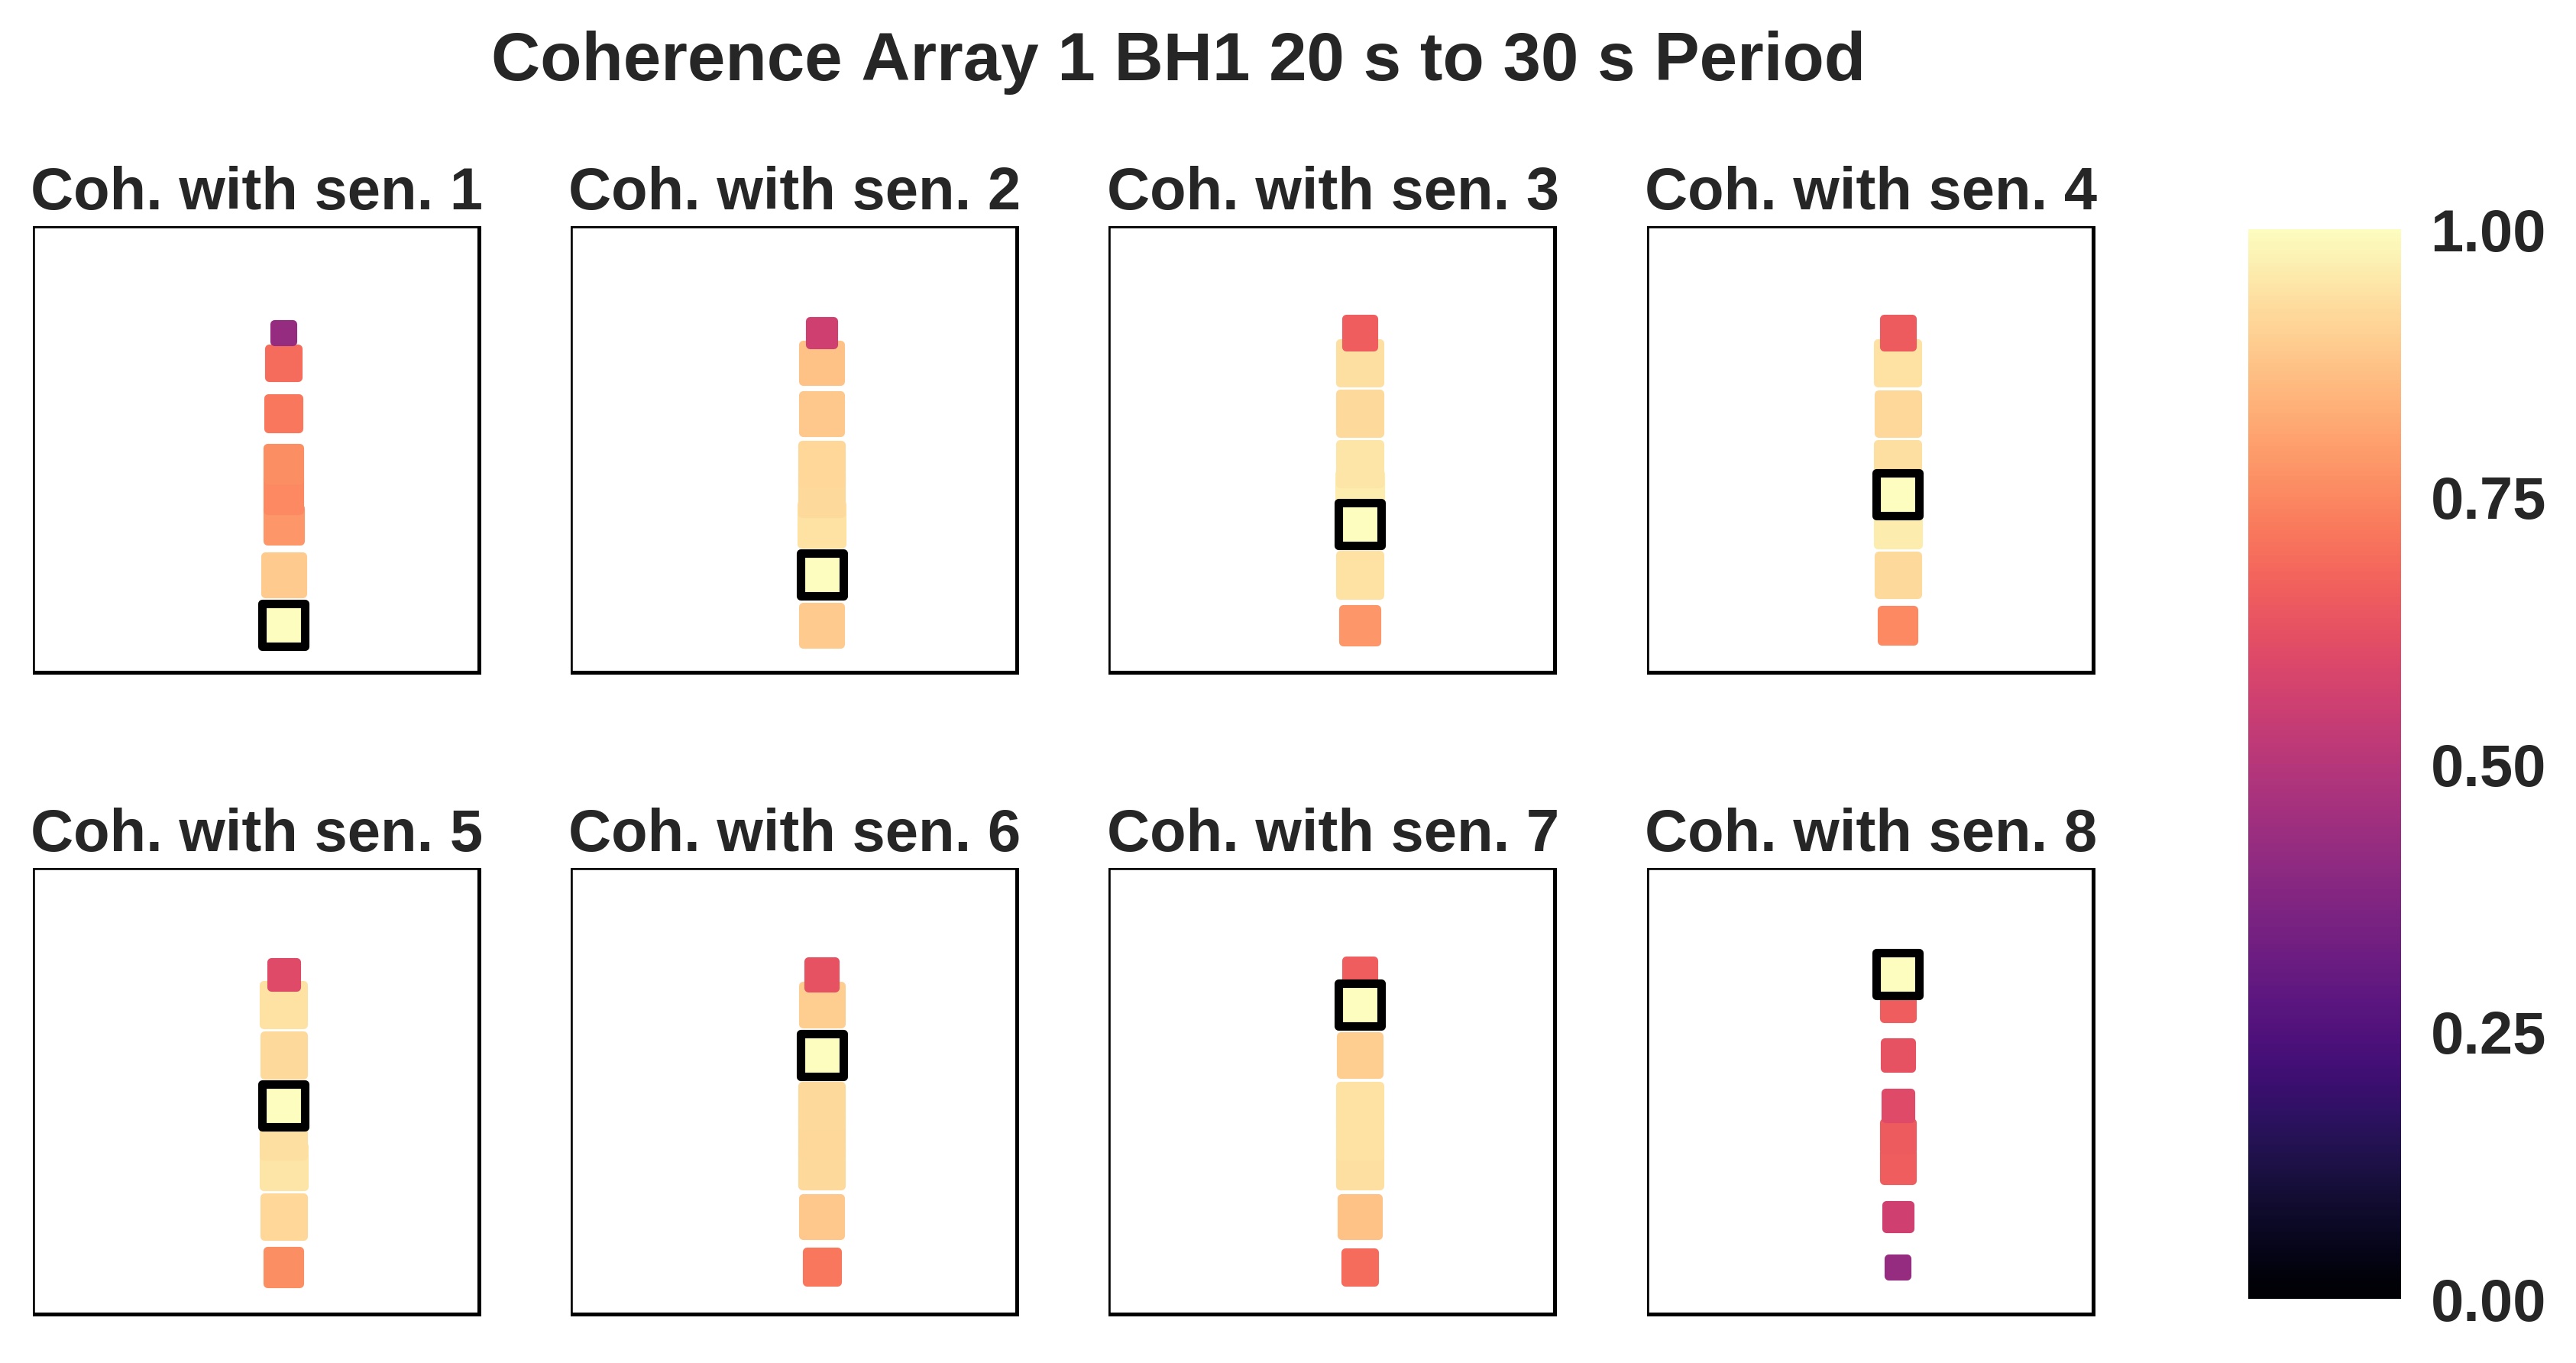 Coherence Array 1 BH1 20 s to 30 s Period
Coh. with sen. 1
Coh. with sen. 2
Coh. with sen. 3
Coh. with sen. 4
1.00
0.75
0.50
0.25
0.00
Coh. with sen. 5
Coh. with sen. 6
Coh. with sen. 7
Coh. with sen. 8